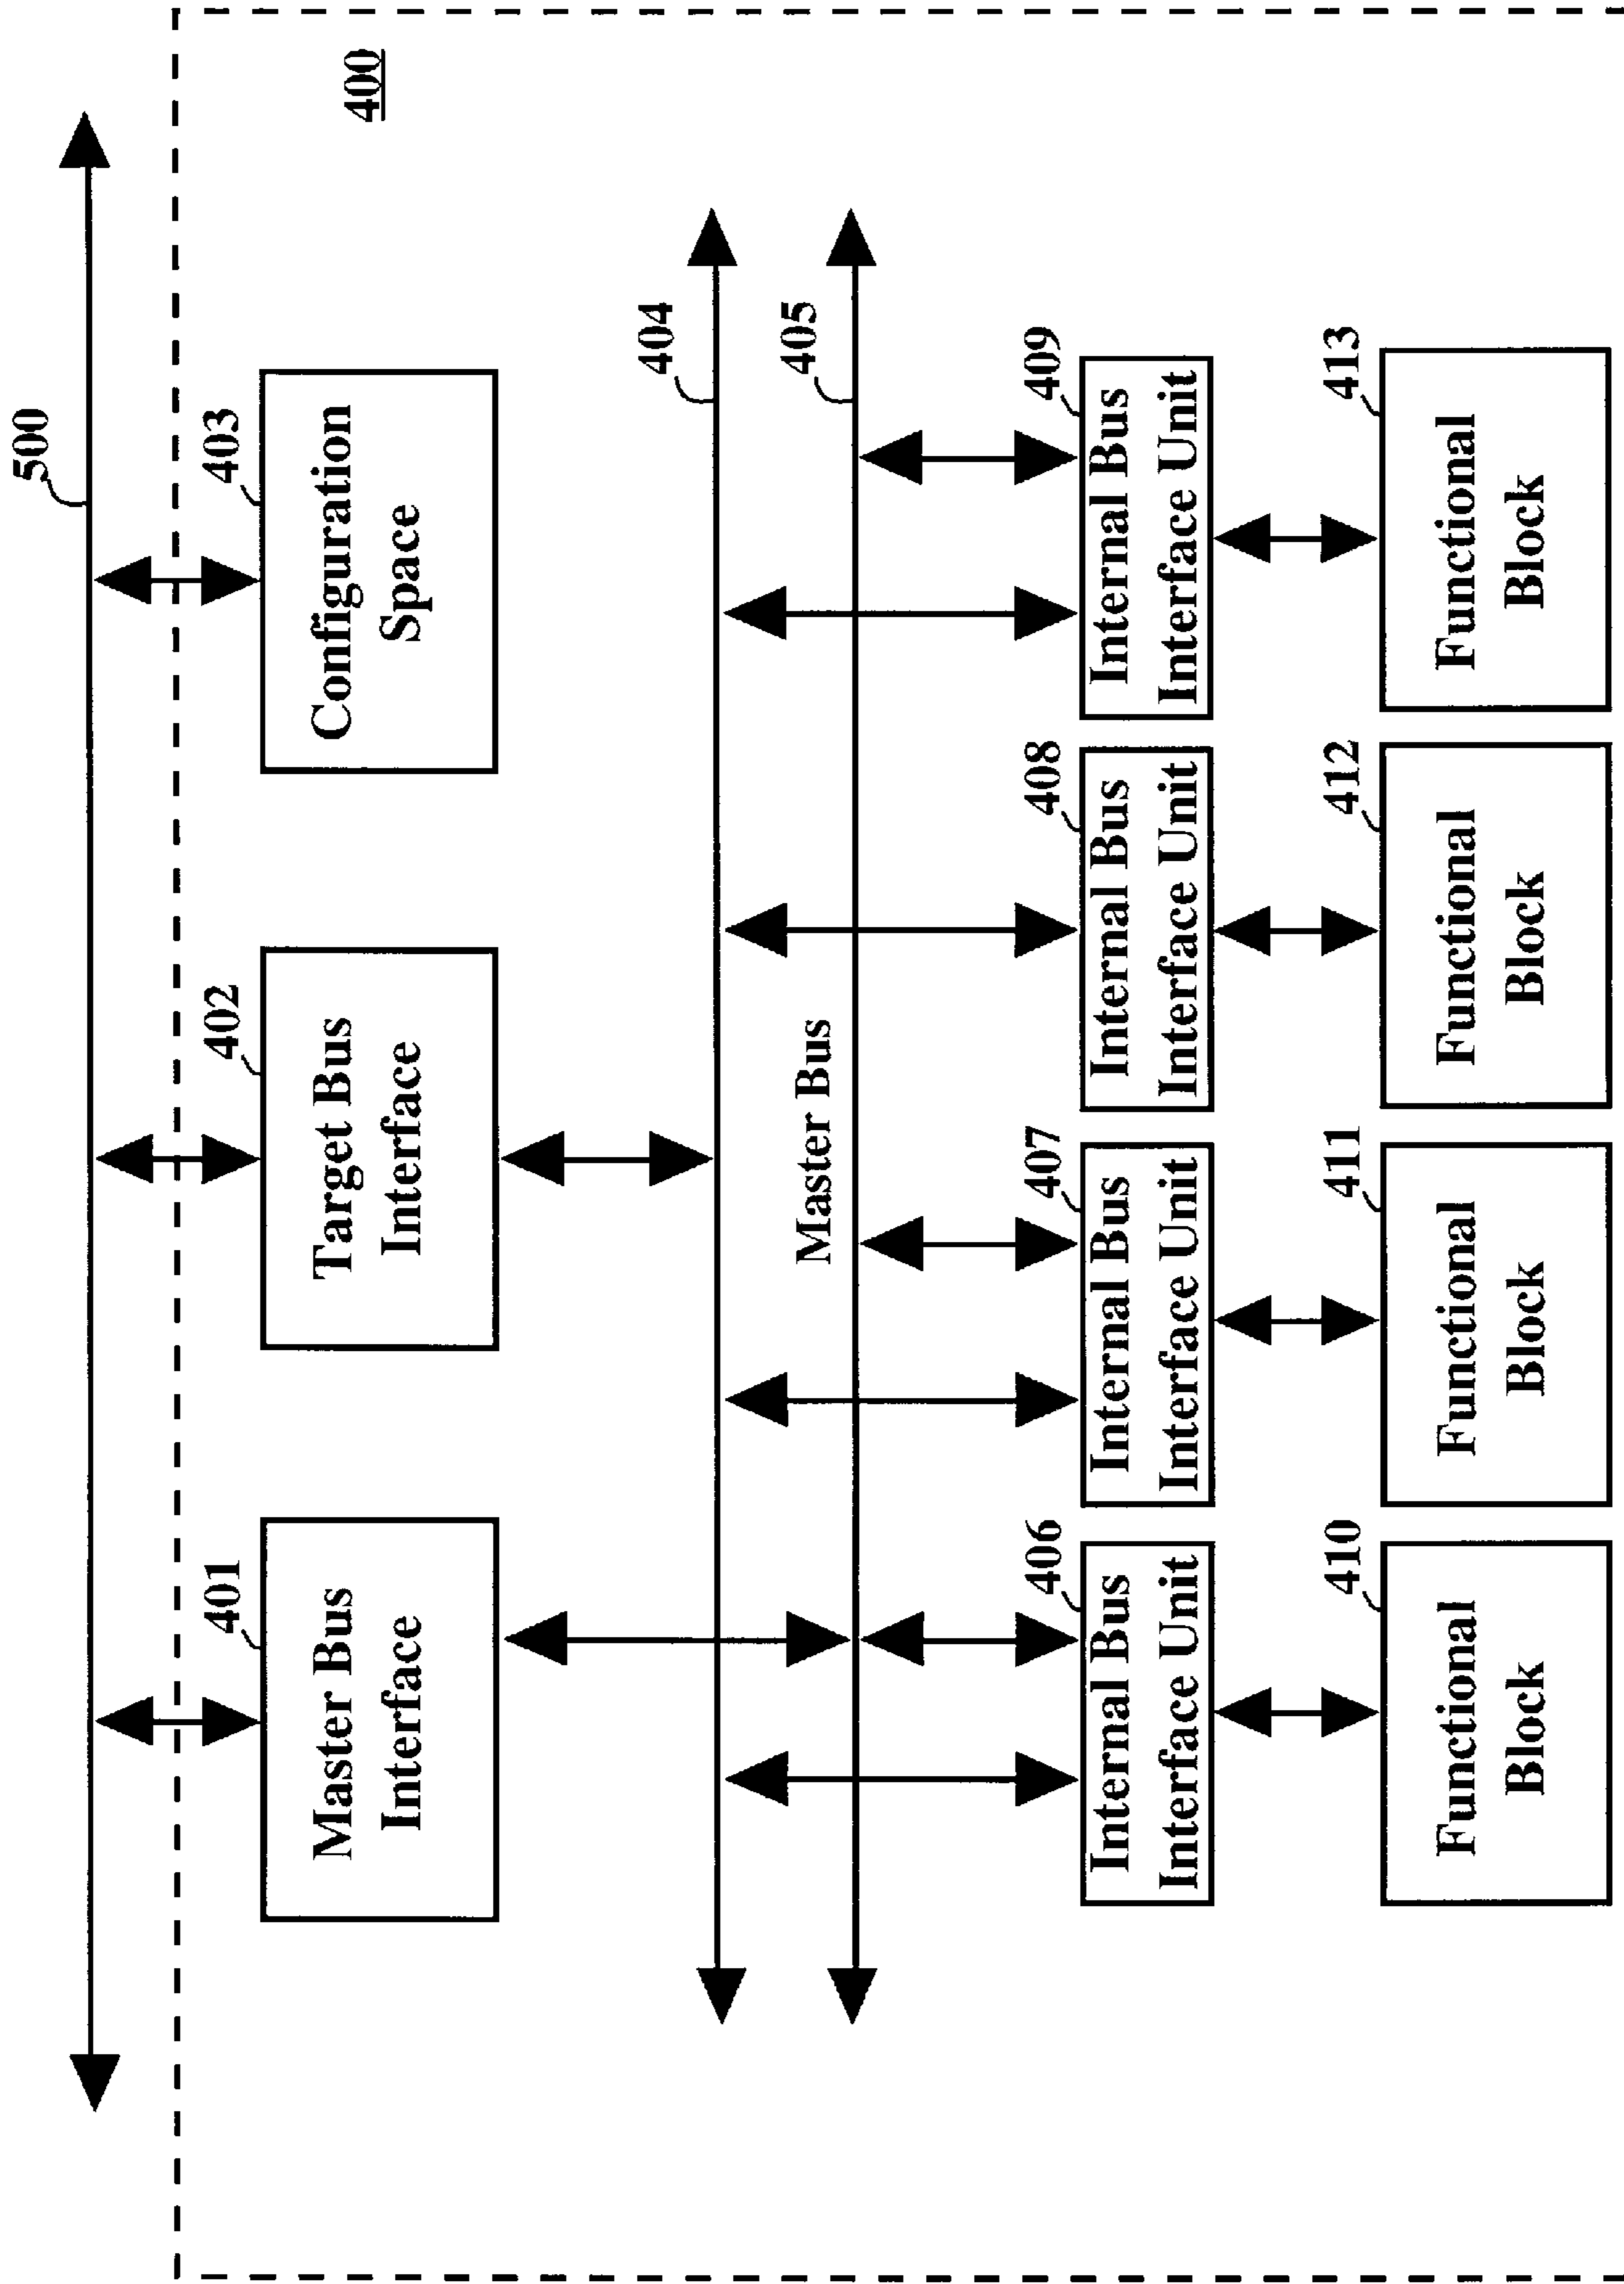 500
400
401
Master Bus
Interface
402
Target Bus
Interface
403
Configuration
Space
404
Master Bus
405
406
Internal Bus
Interface Unit
407
Internal Bus
Interface Unit
408
Internal Bus
Interface Unit
409
Internal Bus
Interface Unit
410
Functional
Block
411
Functional
Block
412
Functional
Block
413
Functional
Block